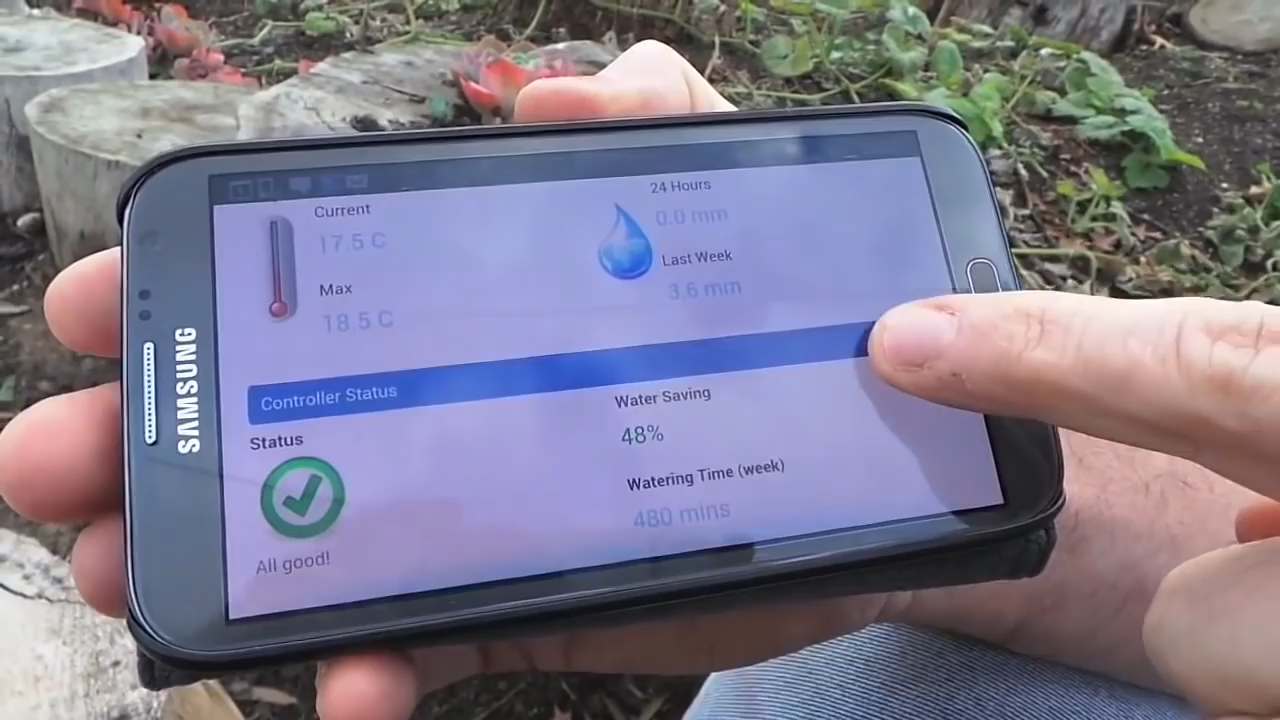 SAMSUNG
Current
17.5 C
Max
18.5 C
24 Hours
0.0 mm
Last Week
3.6 mm
Controller Status
Status
All good!
Water Saving
48%
Watering Time (week)
480 mins